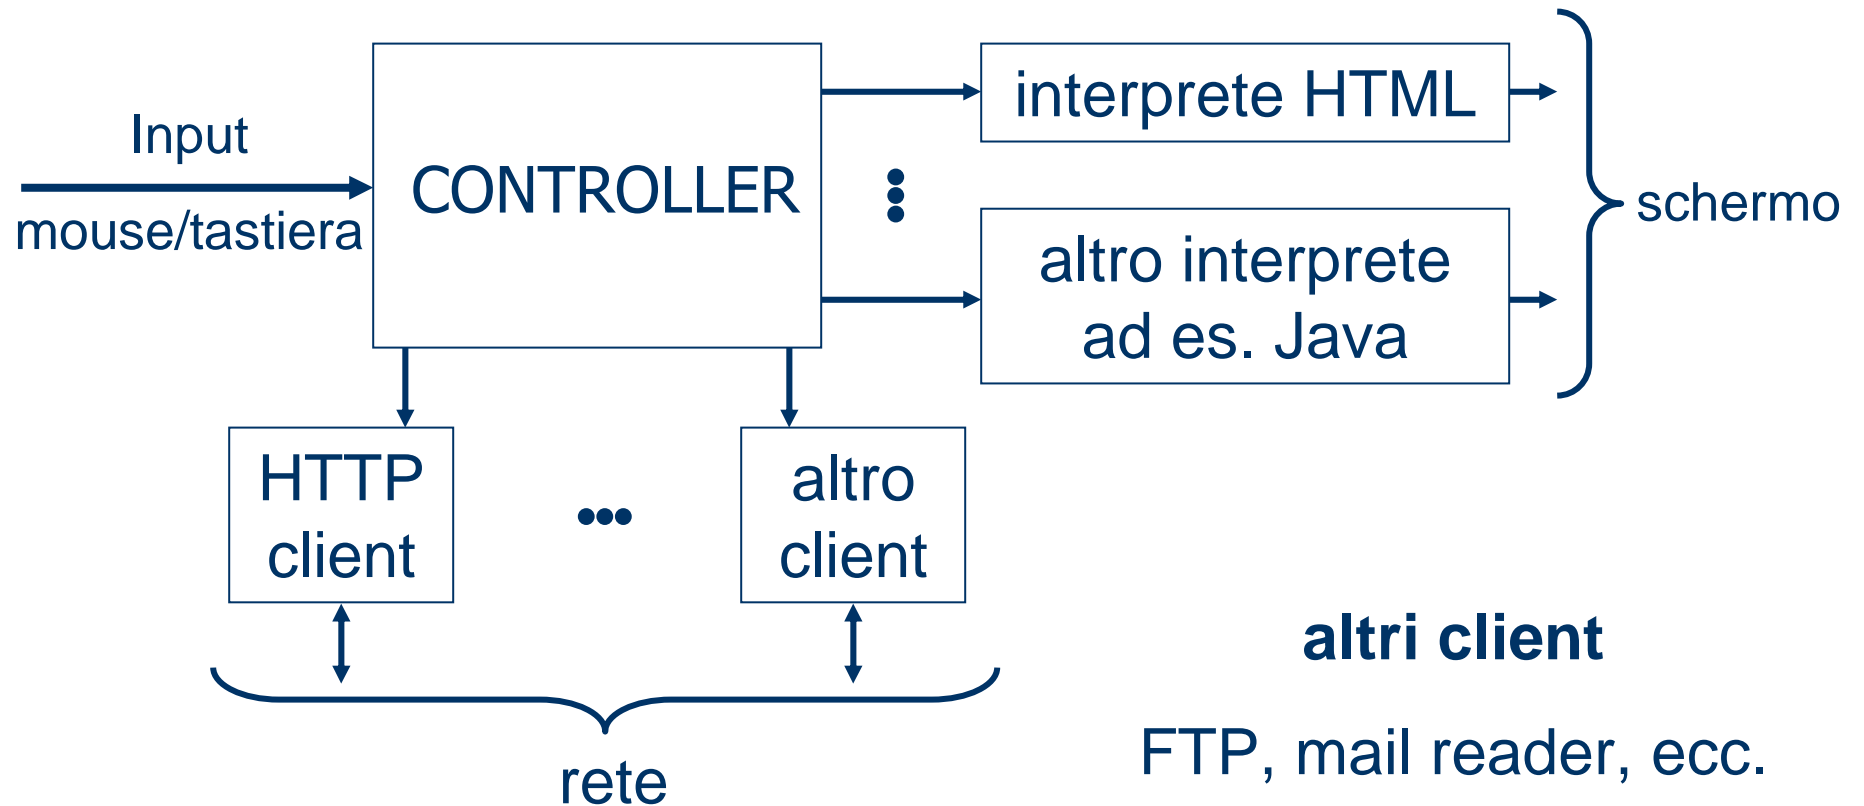 Input
mouse/tastiera
CONTROLLER
interprete HTML
altro interprete
ad es. Java
schermo
HTTP
client
altro
client
rete
altri client
FTP, mail reader, ecc.